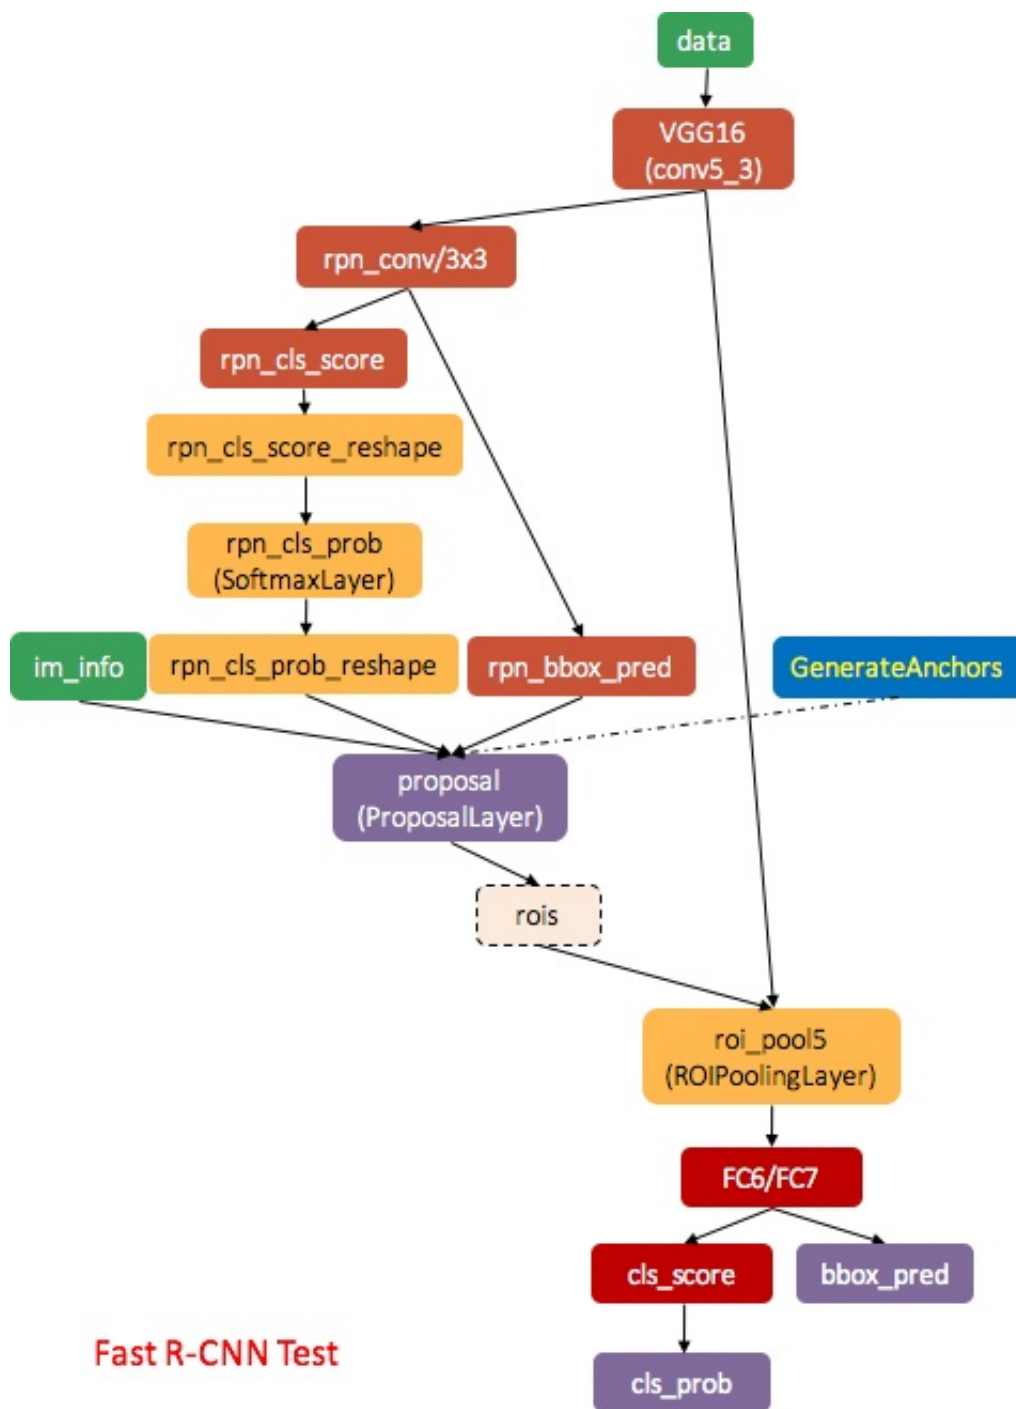 data
VGG16
(conv5_3)
rpn_conv/3x3
rpn_cls_score
rpn_cls_score_reshape
rpn_cls_prob
(SoftmaxLayer)
im_info
rpn_cls_prob_reshape
rpn_bbox_pred
GenerateAnchors
proposal
(ProposalLayer)
rois
roi_pool5
(ROIPoolingLayer)
FC6/FC7
cls_score
bbox_pred
Fast R-CNN Test
cls_prob